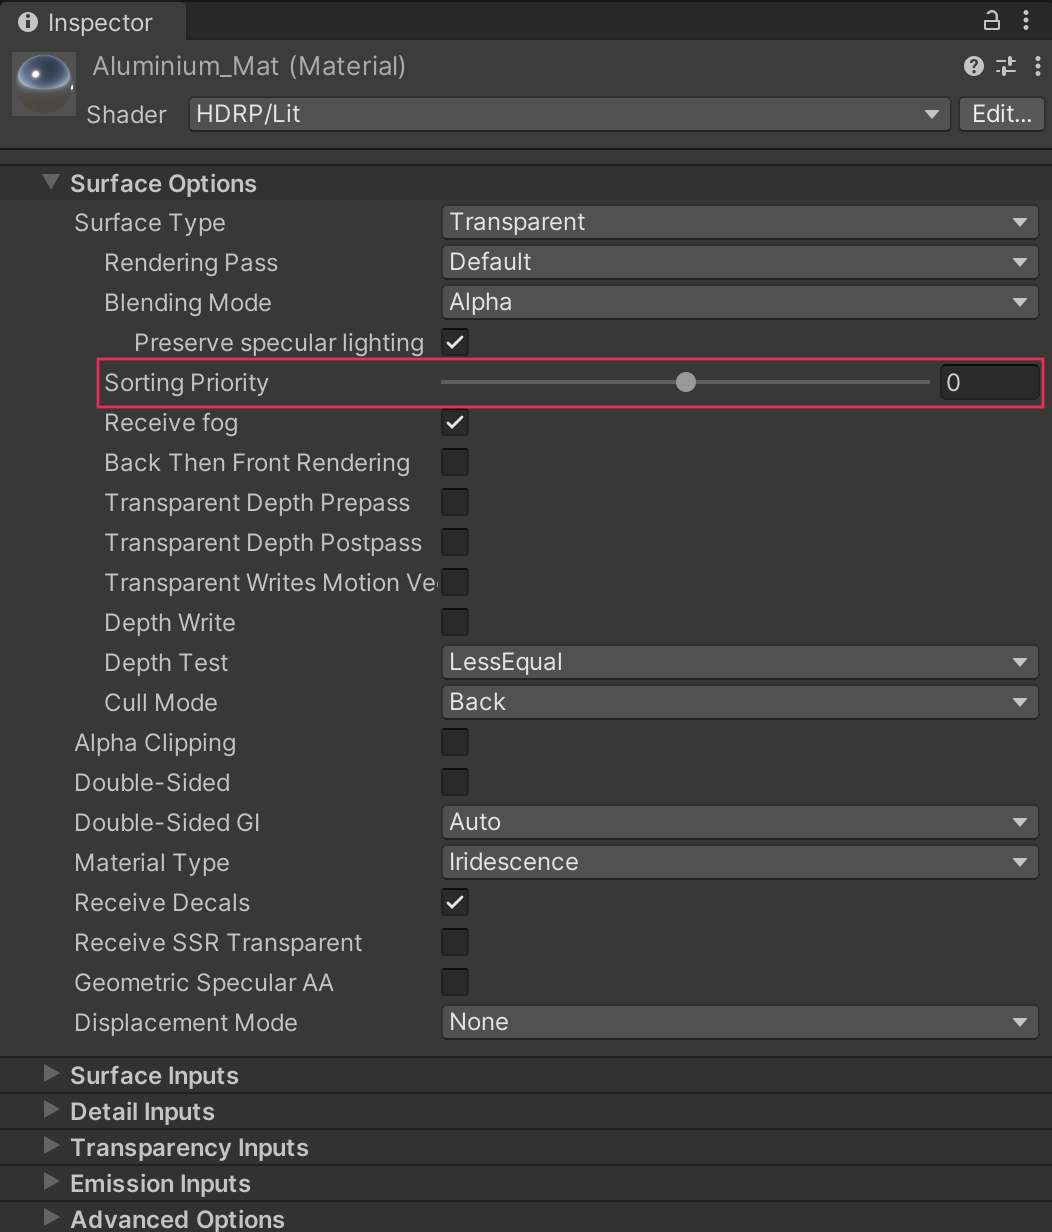 Inspector
Aluminium_Mat (Material)
Shader HDRP/Lit Edit...
Surface Options
Surface Type Transparent
Rendering Pass Default
Blending Mode Alpha
Preserve specular lighting
Sorting Priority 0
Receive fog
Back Then Front Rendering
Transparent Depth Prepass
Transparent Depth Postpass
Transparent Writes Motion Ve
Depth Write
Depth Test LessEqual
Cull Mode Back
Alpha Clipping
Double-Sided
Double-Sided GI Auto
Material Type Iridescence
Receive Decals
Receive SSR Transparent
Geometric Specular AA
Displacement Mode None
Surface Inputs
Detail Inputs
Transparency Inputs
Emission Inputs
Advanced Options